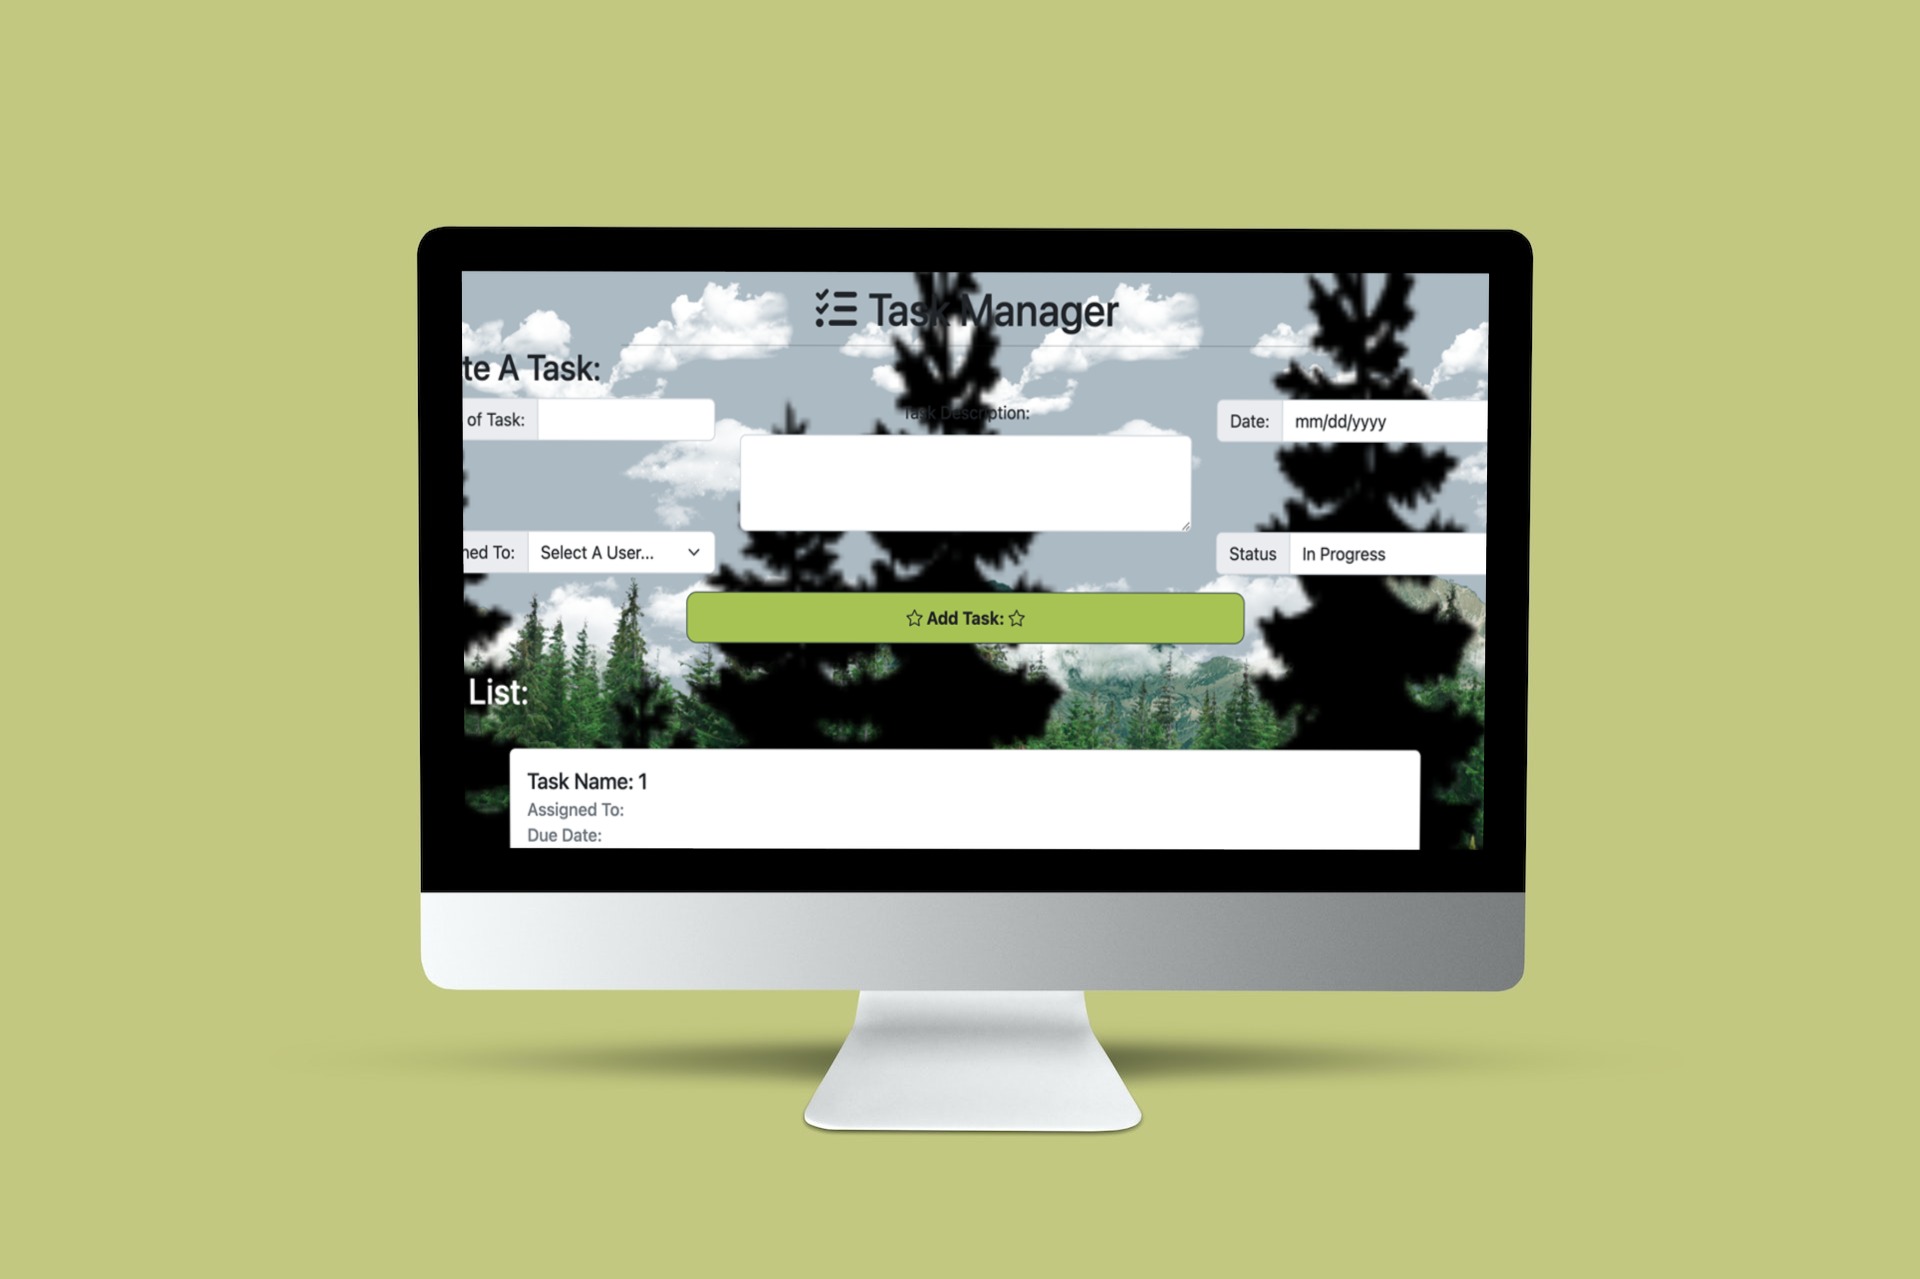 Task Manager
te A Task:
of Task:
Task Description:
Date: mm/dd/yyyy
ned To: Select A User...
Status In Progress
☆ Add Task: ☆
List:
Task Name: 1
Assigned To:
Due Date: